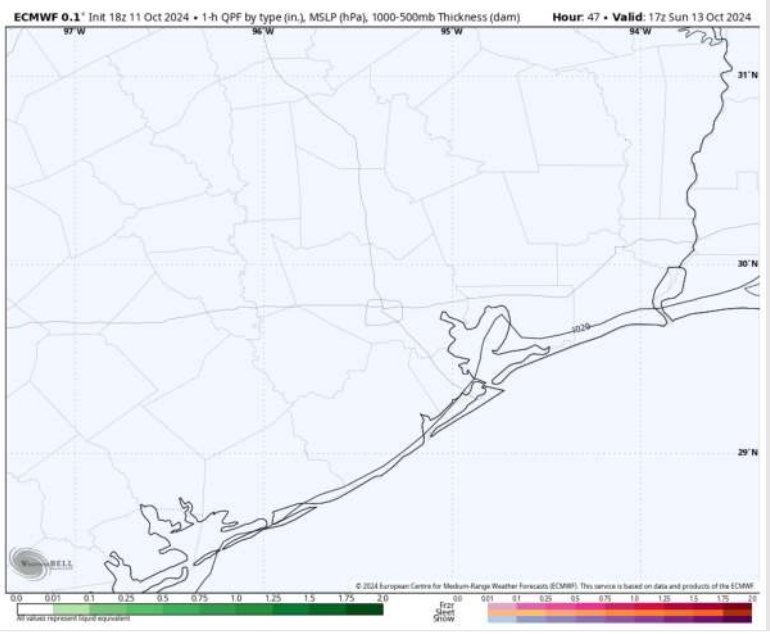 ECMWF 0.1° Init 18z 11 Oct 2024 • 1-h QPF by type (in.), MSLP (hPa), 1000-500mb Thickness (dam) Hour: 47 • Valid: 17z Sun 13 Oct 2024
97°W 96°W 95°W 94°W
31°N
30°N
1020
29°N
WeatherBELL
© 2024 European Centre for Medium-Range Weather Forecasts (ECMWF). This service is based on data and products of the ECMWF
0.0 0.01 0.1 0.25 0.5 0.75 1.0 1.25 1.5 1.75 2.0 0.0 0.01 0.1 0.25 0.5 0.75 1.0 1.25 1.5 1.75 2.0
All values represent liquid equivalent
Frzr
Sleet
Snow